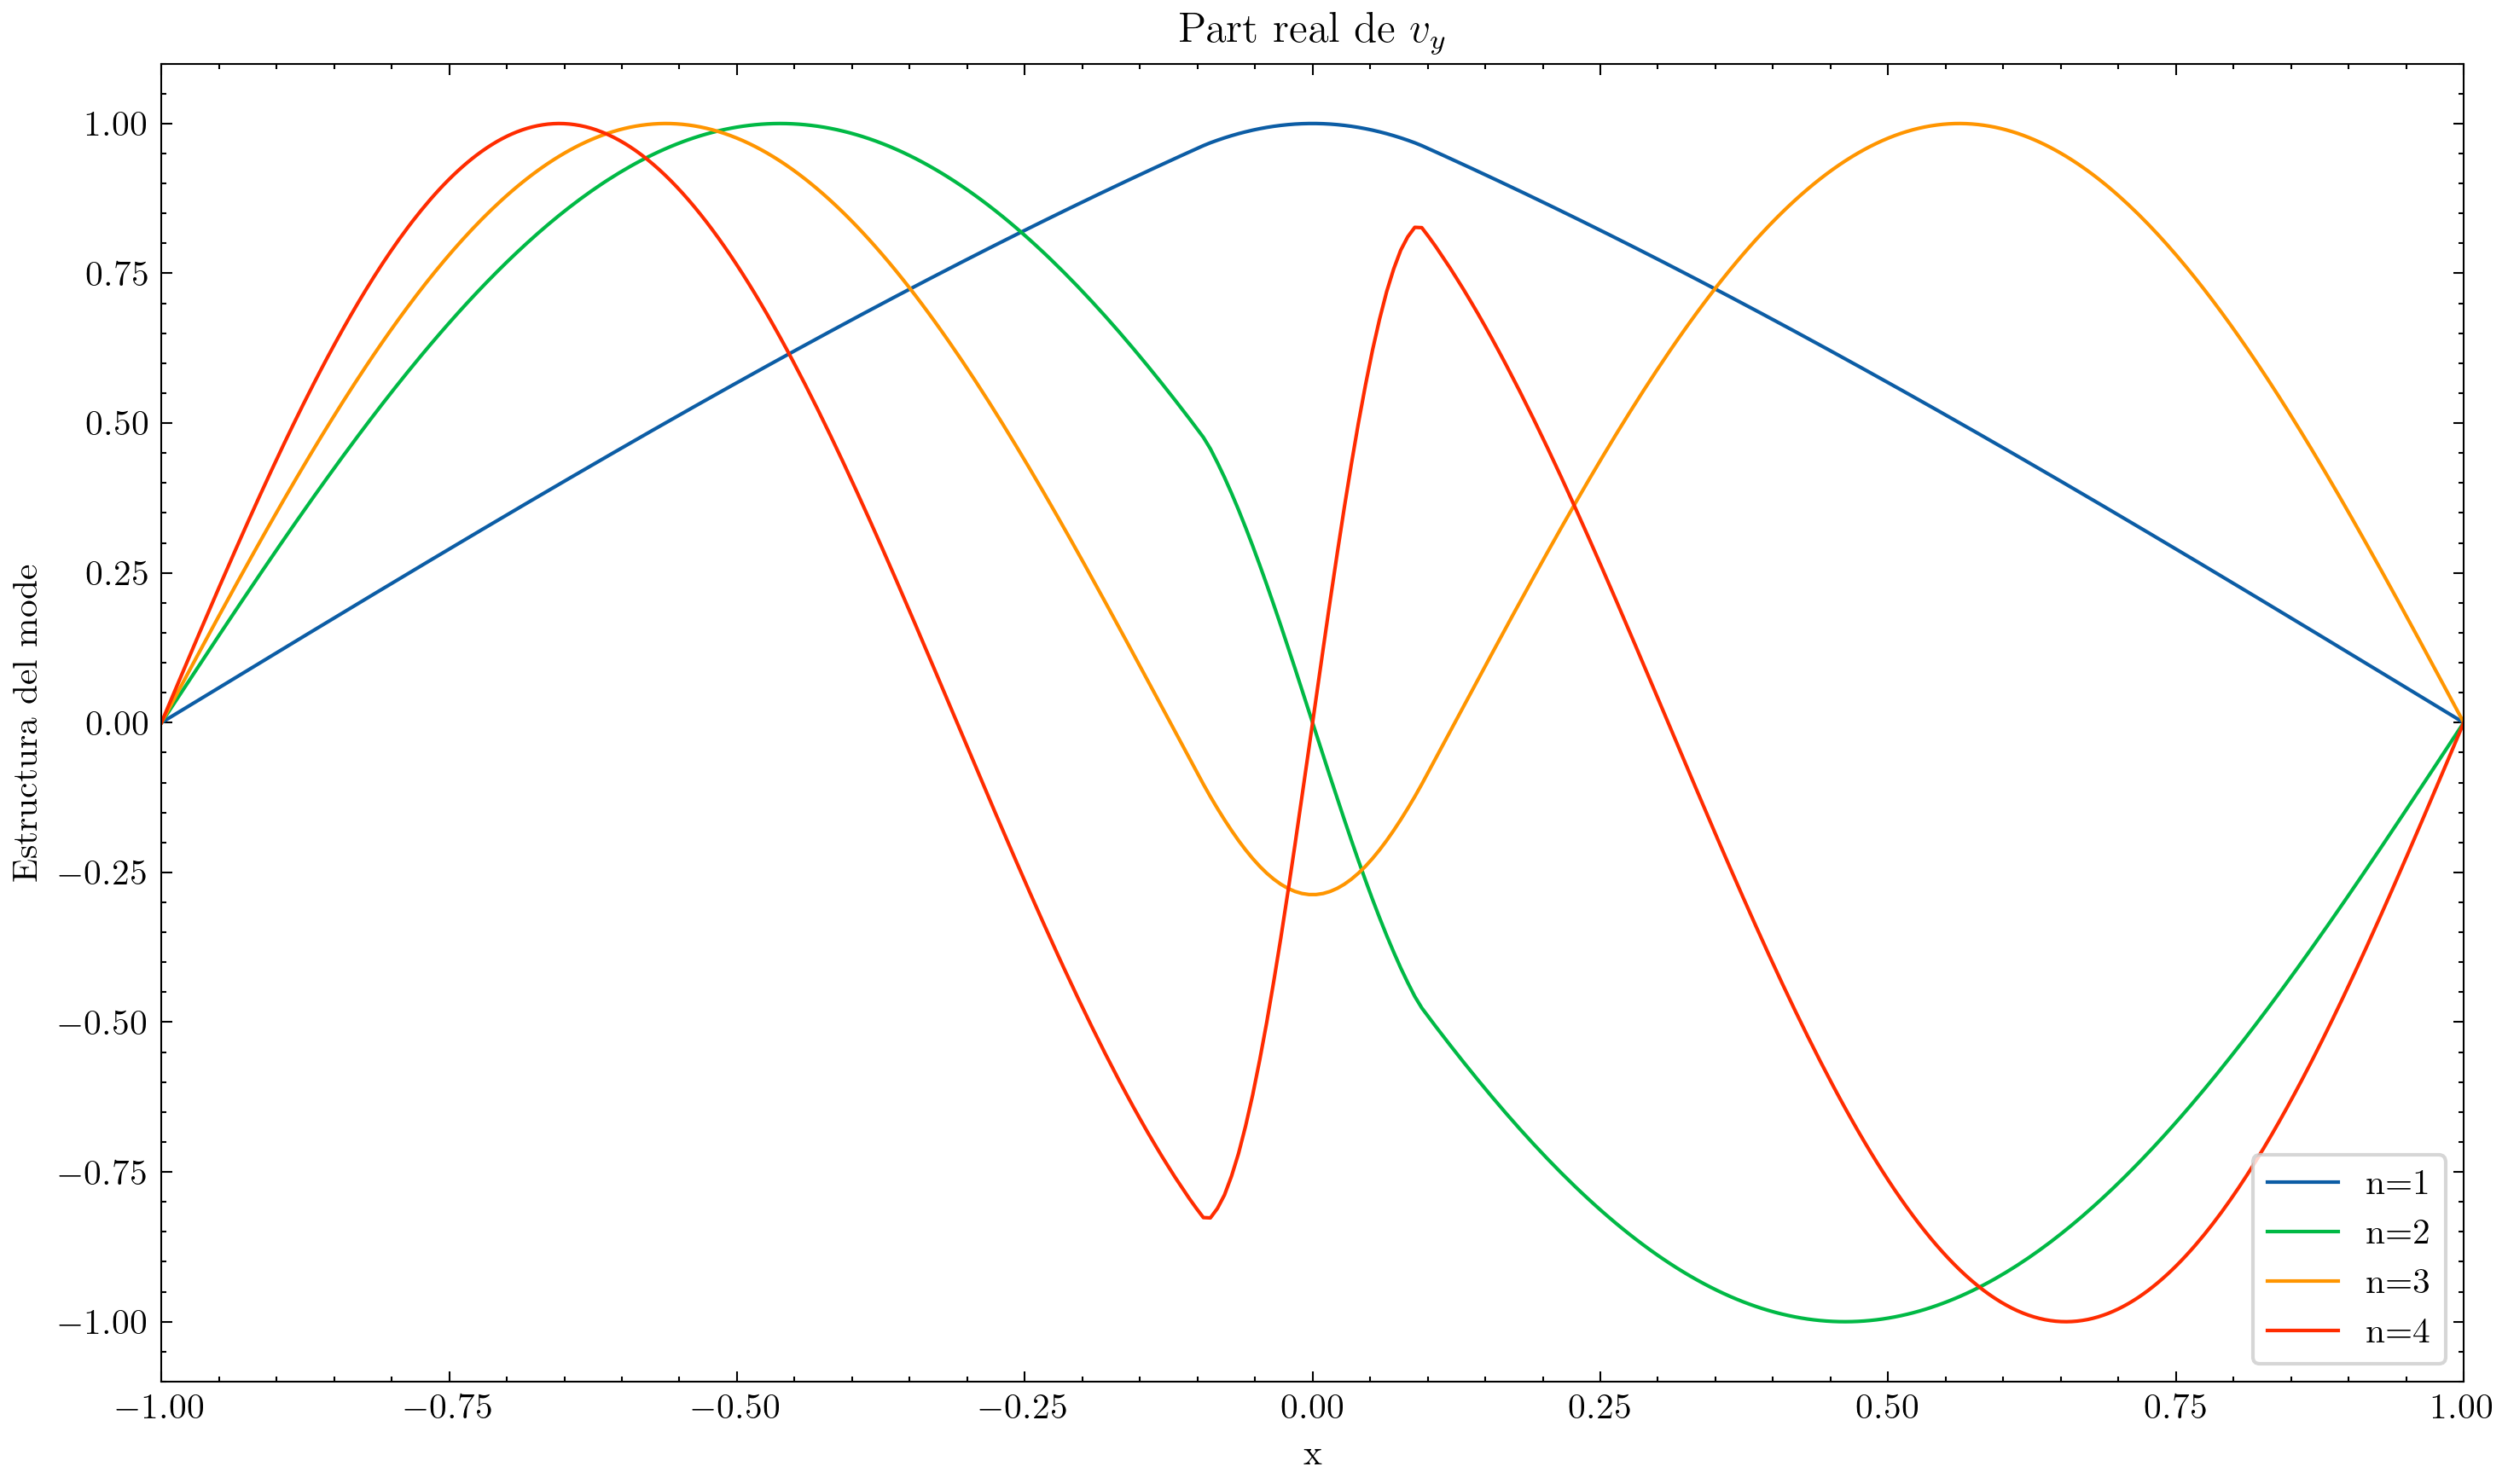 Part real de $v_y$
1.00
0.75
0.50
0.25
0.00
−0.25
−0.50
−0.75
−1.00
Estructura del mode
n=1
n=2
n=3
n=4
−1.00 −0.75 −0.50 −0.25 0.00 0.25 0.50 0.75 1.00
x